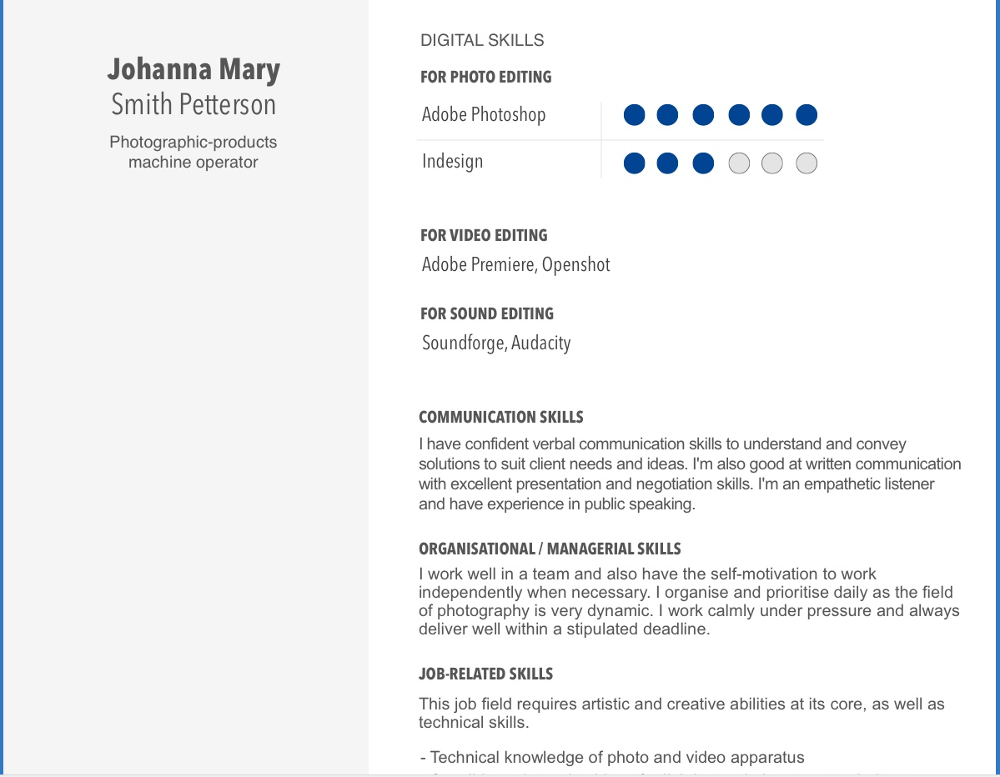 Johanna Mary
Smith Petterson
Photographic-products
machine operator
DIGITAL SKILLS
FOR PHOTO EDITING
Adobe Photoshop
Indesign
FOR VIDEO EDITING
Adobe Premiere, Openshot
FOR SOUND EDITING
Soundforge, Audacity
COMMUNICATION SKILLS
I have confident verbal communication skills to understand and convey
solutions to suit client needs and ideas. I'm also good at written communication
with excellent presentation and negotiation skills. I'm an empathetic listener
and have experience in public speaking.
ORGANISATIONAL / MANAGERIAL SKILLS
I work well in a team and also have the self-motivation to work
independently when necessary. I organise and prioritise daily as the field
of photography is very dynamic. I work calmly under pressure and always
deliver well within a stipulated deadline.
JOB-RELATED SKILLS
This job field requires artistic and creative abilities at its core, as well as
technical skills.
- Technical knowledge of photo and video apparatus